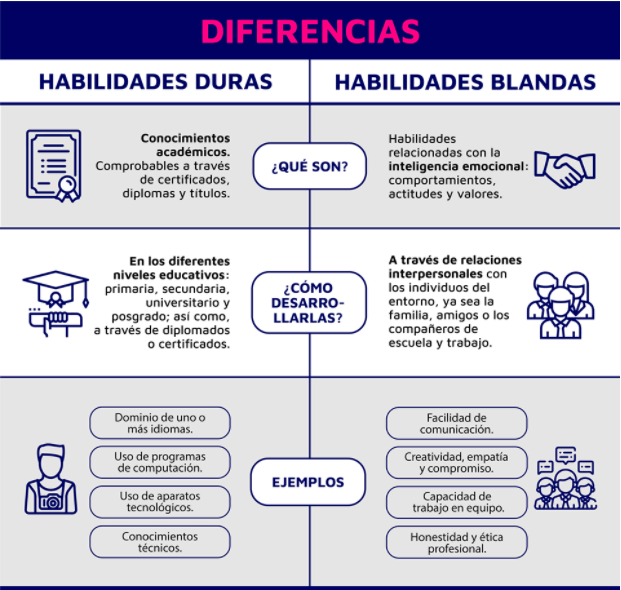 DIFERENCIAS
HABILIDADES DURAS
HABILIDADES BLANDAS
Conocimientos
académicos.
Comprobables a través
de certificados,
diplomas y títulos.
¿QUÉ SON?
Habilidades
relacionadas con la
inteligencia emocional:
comportamientos,
actitudes y valores.
En los diferentes
niveles educativos:
primaria, secundaria,
universitario y
posgrado; así como,
a través de diplomados
o certificados.
¿CÓMO
DESARRO-
LLARLAS?
A través de relaciones
interpersonales con
los individuos del
entorno, ya sea la
familia, amigos o los
compañeros de
escuela y trabajo.
Dominio de uno o
más idiomas.
Uso de programas
de computación.
Uso de aparatos
tecnológicos.
Conocimientos
técnicos.
EJEMPLOS
Facilidad de
comunicación.
Creatividad, empatía
y compromiso.
Capacidad de
trabajo en equipo.
Honestidad y ética
profesional.